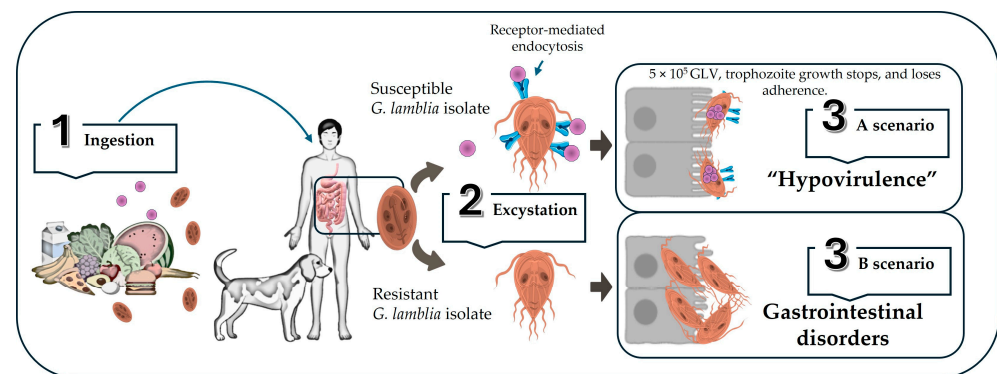 1 Ingestion
Susceptible
G. lamblia isolate
Receptor-mediated
endocytosis
2 Excystation
Resistant
G. lamblia isolate
5 × 10⁵ GLV, trophozoite growth stops, and loses
adherence.
3 A scenario
“Hypovirulence”
3 B scenario
Gastrointestinal
disorders